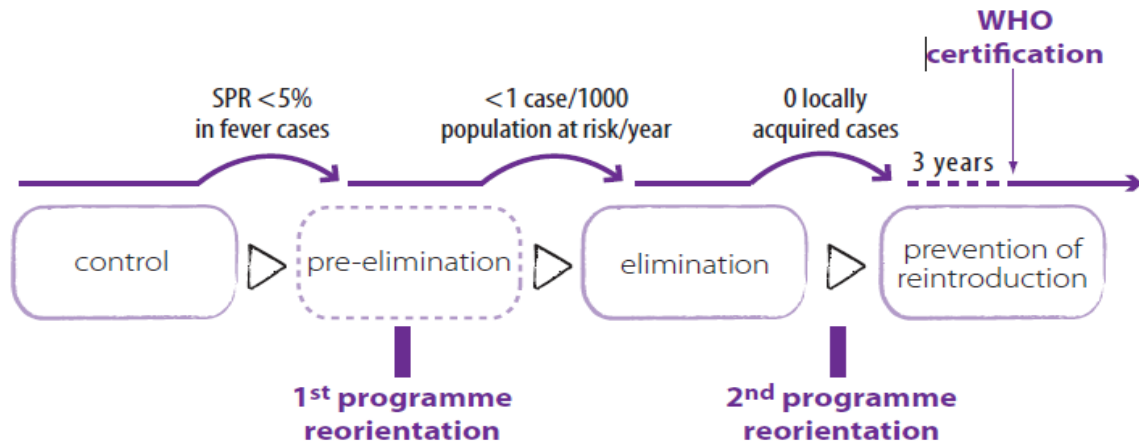 WHO
certification
SPR <5%
in fever cases
<1 case/1000
population at risk/year
0 locally
acquired cases
3 years
control
pre-elimination
elimination
prevention of
reintroduction
1st programme
reorientation
2nd programme
reorientation